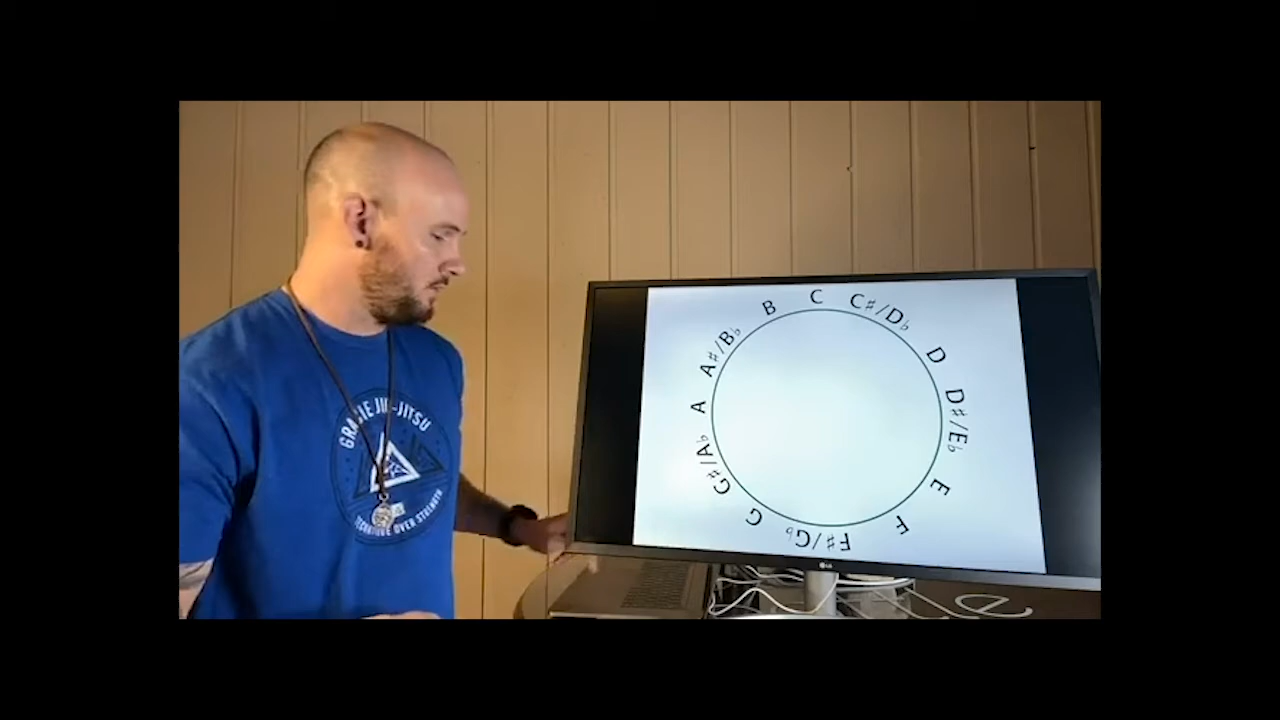 GRACIE JIU-JITSU
TECHNIQUE OVER STRENGTH
C
C♯/D♭
D
D♯/E♭
E
F
F♯/G♭
G
G♯/A♭
A
A♯/B♭
B
LG